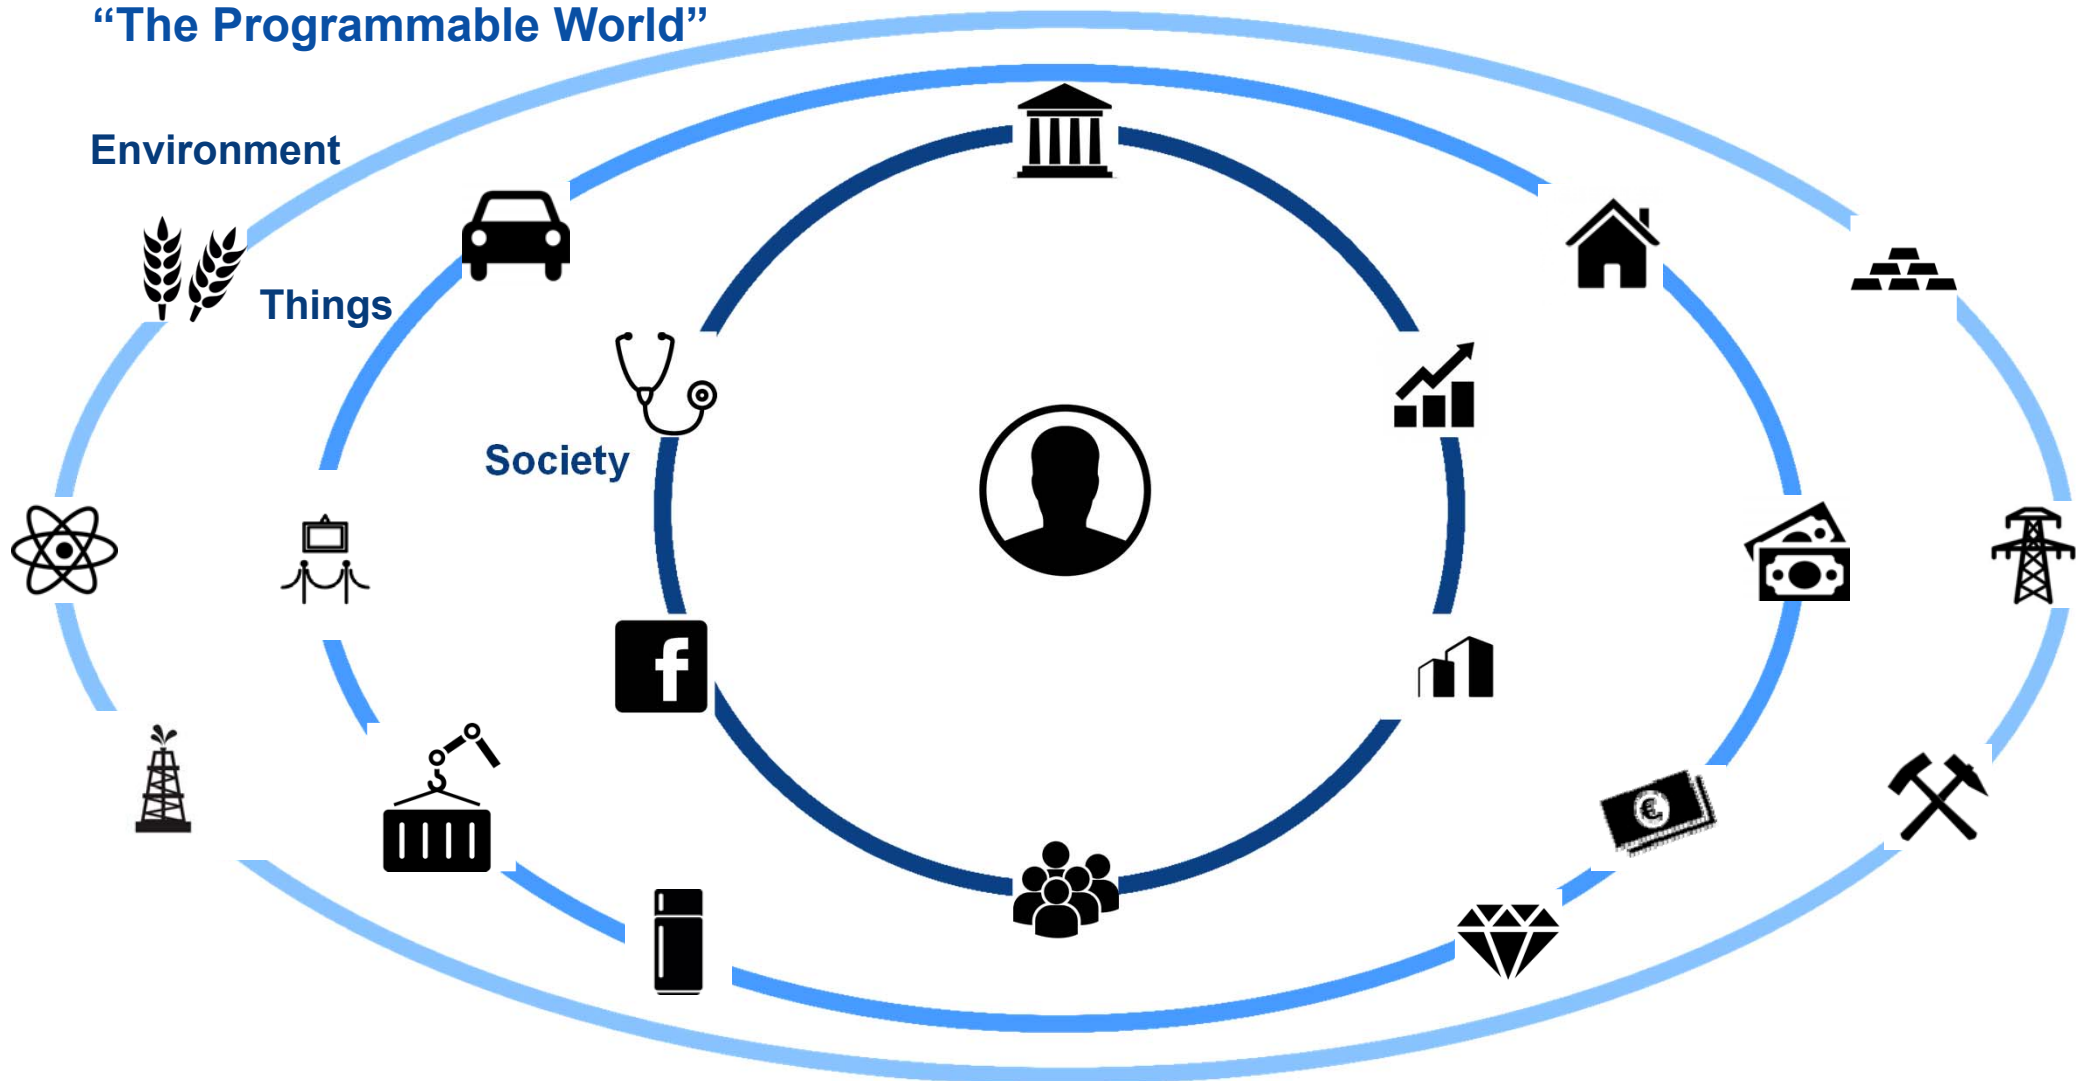 “The Programmable World”
Environment
Things
Society
f
€